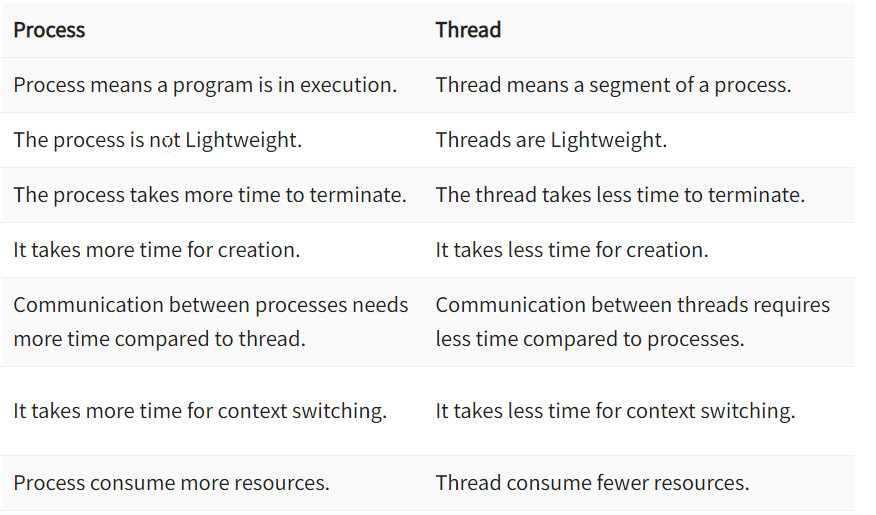 Process Thread
Process means a program is in execution. Thread means a segment of a process.
The process is not Lightweight. Threads are Lightweight.
The process takes more time to terminate. The thread takes less time to terminate.
It takes more time for creation. It takes less time for creation.
Communication between processes needs Communication between threads requires
more time compared to thread. less time compared to processes.
It takes more time for context switching. It takes less time for context switching.
Process consume more resources. Thread consume fewer resources.